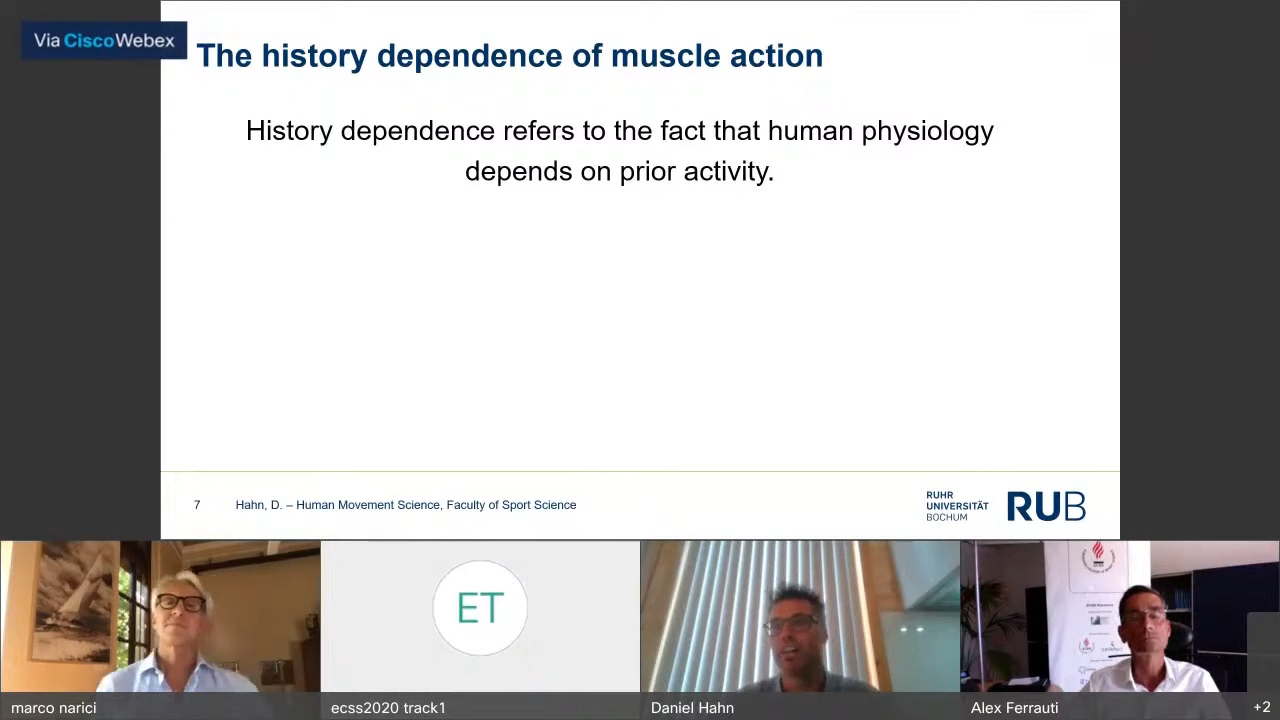 Via CiscoWebex
The history dependence of muscle action
History dependence refers to the fact that human physiology
depends on prior activity.
7
Hahn, D. – Human Movement Science, Faculty of Sport Science
RUHR
UNIVERSITÄT
BOCHUM
RUB
ET
marco narici
ecss2020 track1
Daniel Hahn
Alex Ferrauti
+2